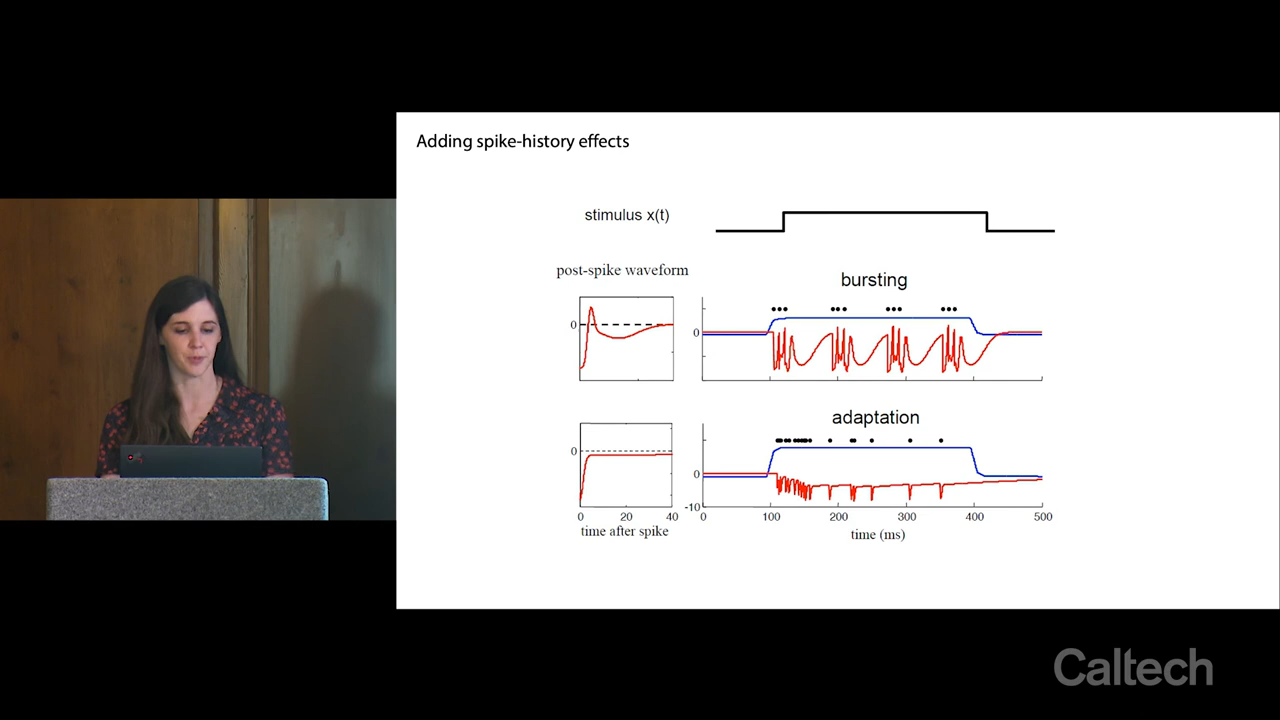 Adding spike-history effects
stimulus x(t)
post-spike waveform
bursting
0
0
adaptation
0
0
-10
0 20 40
0 100 200 300 400 500
time after spike
time (ms)
Caltech